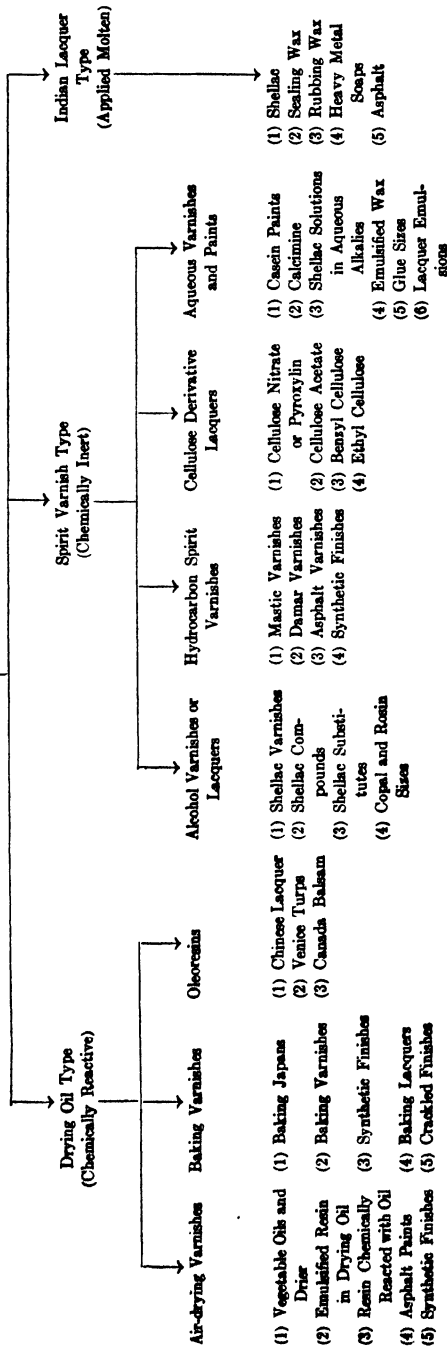 Drying Oil Type
(Chemically Reactive)
Spirit Varnish Type
(Chemically Inert)
Indian Lacquer
Type
(Applied Molten)
Air-drying Varnishes
(1) Vegetable Oils and
Drier
(2) Emulsified Resin
in Drying Oil
(3) Resin Chemically
Reacted with Oil
(4) Asphalt Paints
(5) Synthetic Finishes
Baking Varnishes
(1) Baking Japans
(2) Baking Varnishes
(3) Synthetic Finishes
(4) Baking Lacquers
(5) Crackled Finishes
Oleoresins
(1) Chinese Lacquer
(2) Venice Turps
(3) Canada Balsam
Alcohol Varnishes or
Lacquers
(1) Shellac Varnishes
(2) Shellac Com-
pounds
(3) Shellac Substi-
tutes
(4) Copal and Rosin
Sizes
Hydrocarbon Spirit
Varnishes
(1) Mastic Varnishes
(2) Damar Varnishes
(3) Asphalt Varnishes
(4) Synthetic Finishes
Cellulose Derivative
Lacquers
(1) Cellulose Nitrate
or Pyroxylin
(2) Cellulose Acetate
(3) Benzyl Cellulose
(4) Ethyl Cellulose
Aqueous Varnishes
and Paints
(1) Casein Paints
(2) Calcimine
(3) Shellac Solutions
in Aqueous
Alkalies
(4) Emulsified Wax
(5) Glue Sizes
(6) Lacquer Emul-
sions
(1) Shellac
(2) Sealing Wax
(3) Rubbing Wax
(4) Heavy Metal
Soaps
(5) Asphalt